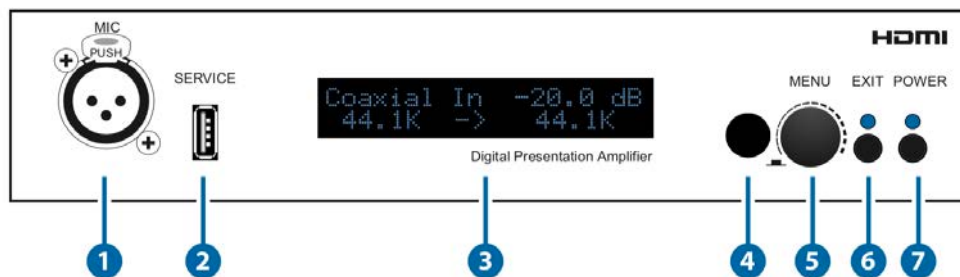 MIC
PUSH
HDMI
SERVICE
MENU EXIT POWER
Coaxial In -20.0 dB
44.1K -> 44.1K
Digital Presentation Amplifier
1 2 3 4 5 6 7